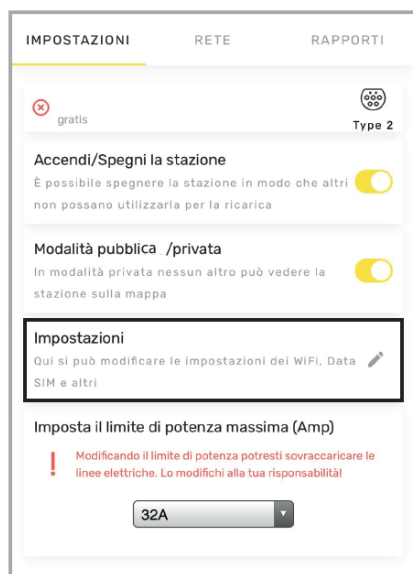 IMPOSTAZIONI RETE RAPPORTI
gratis
Type 2
Accendi/Spegni la stazione
È possibile spegnere la stazione in modo che altri
non possano utilizzarla per la ricarica
Modalità pubblica /privata
In modalità privata nessun altro può vedere la
stazione sulla mappa
Impostazioni
Qui si può modificare le impostazioni dei WiFi, Data
SIM e altri
Imposta il limite di potenza massima (Amp)
! Modificando il limite di potenza potresti sovraccaricare le
linee elettriche. Lo modifichi alla tua risponsabilità!
32A